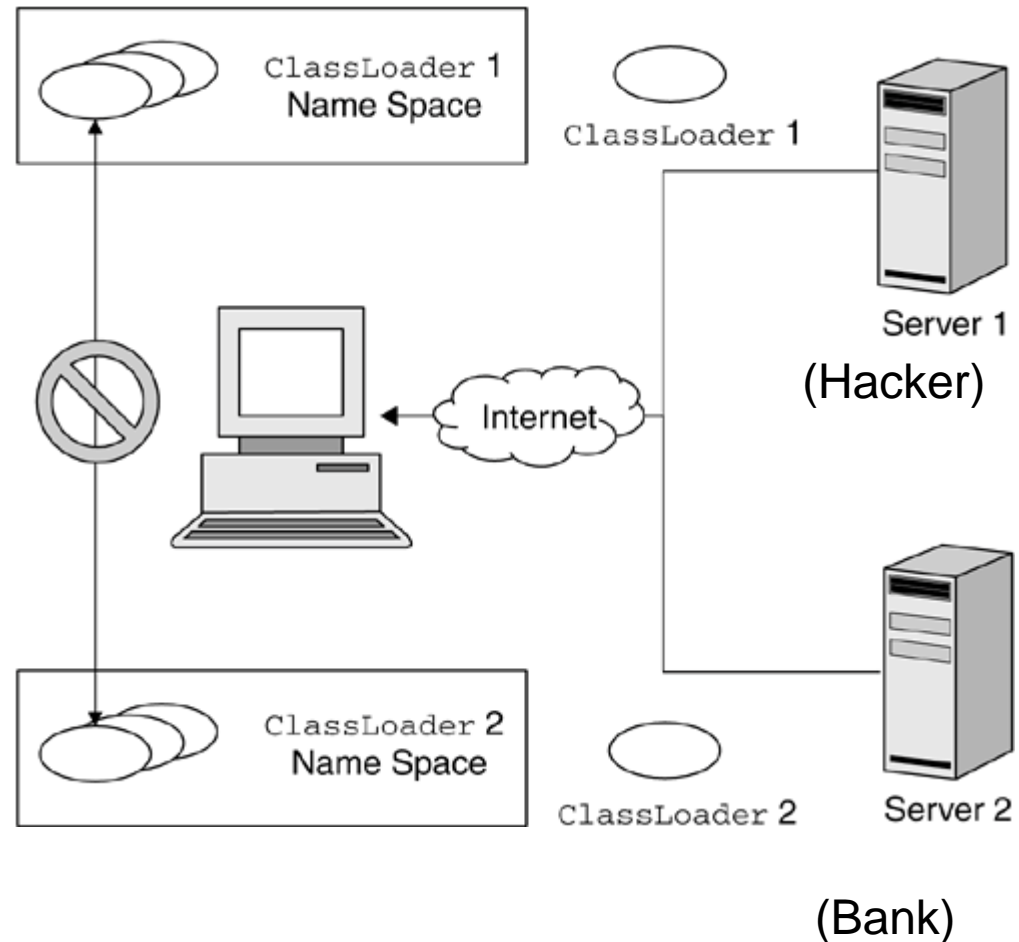 ClassLoader 1
Name Space
ClassLoader 1
Server 1
(Hacker)
Internet
ClassLoader 2
Name Space
ClassLoader 2
Server 2
(Bank)